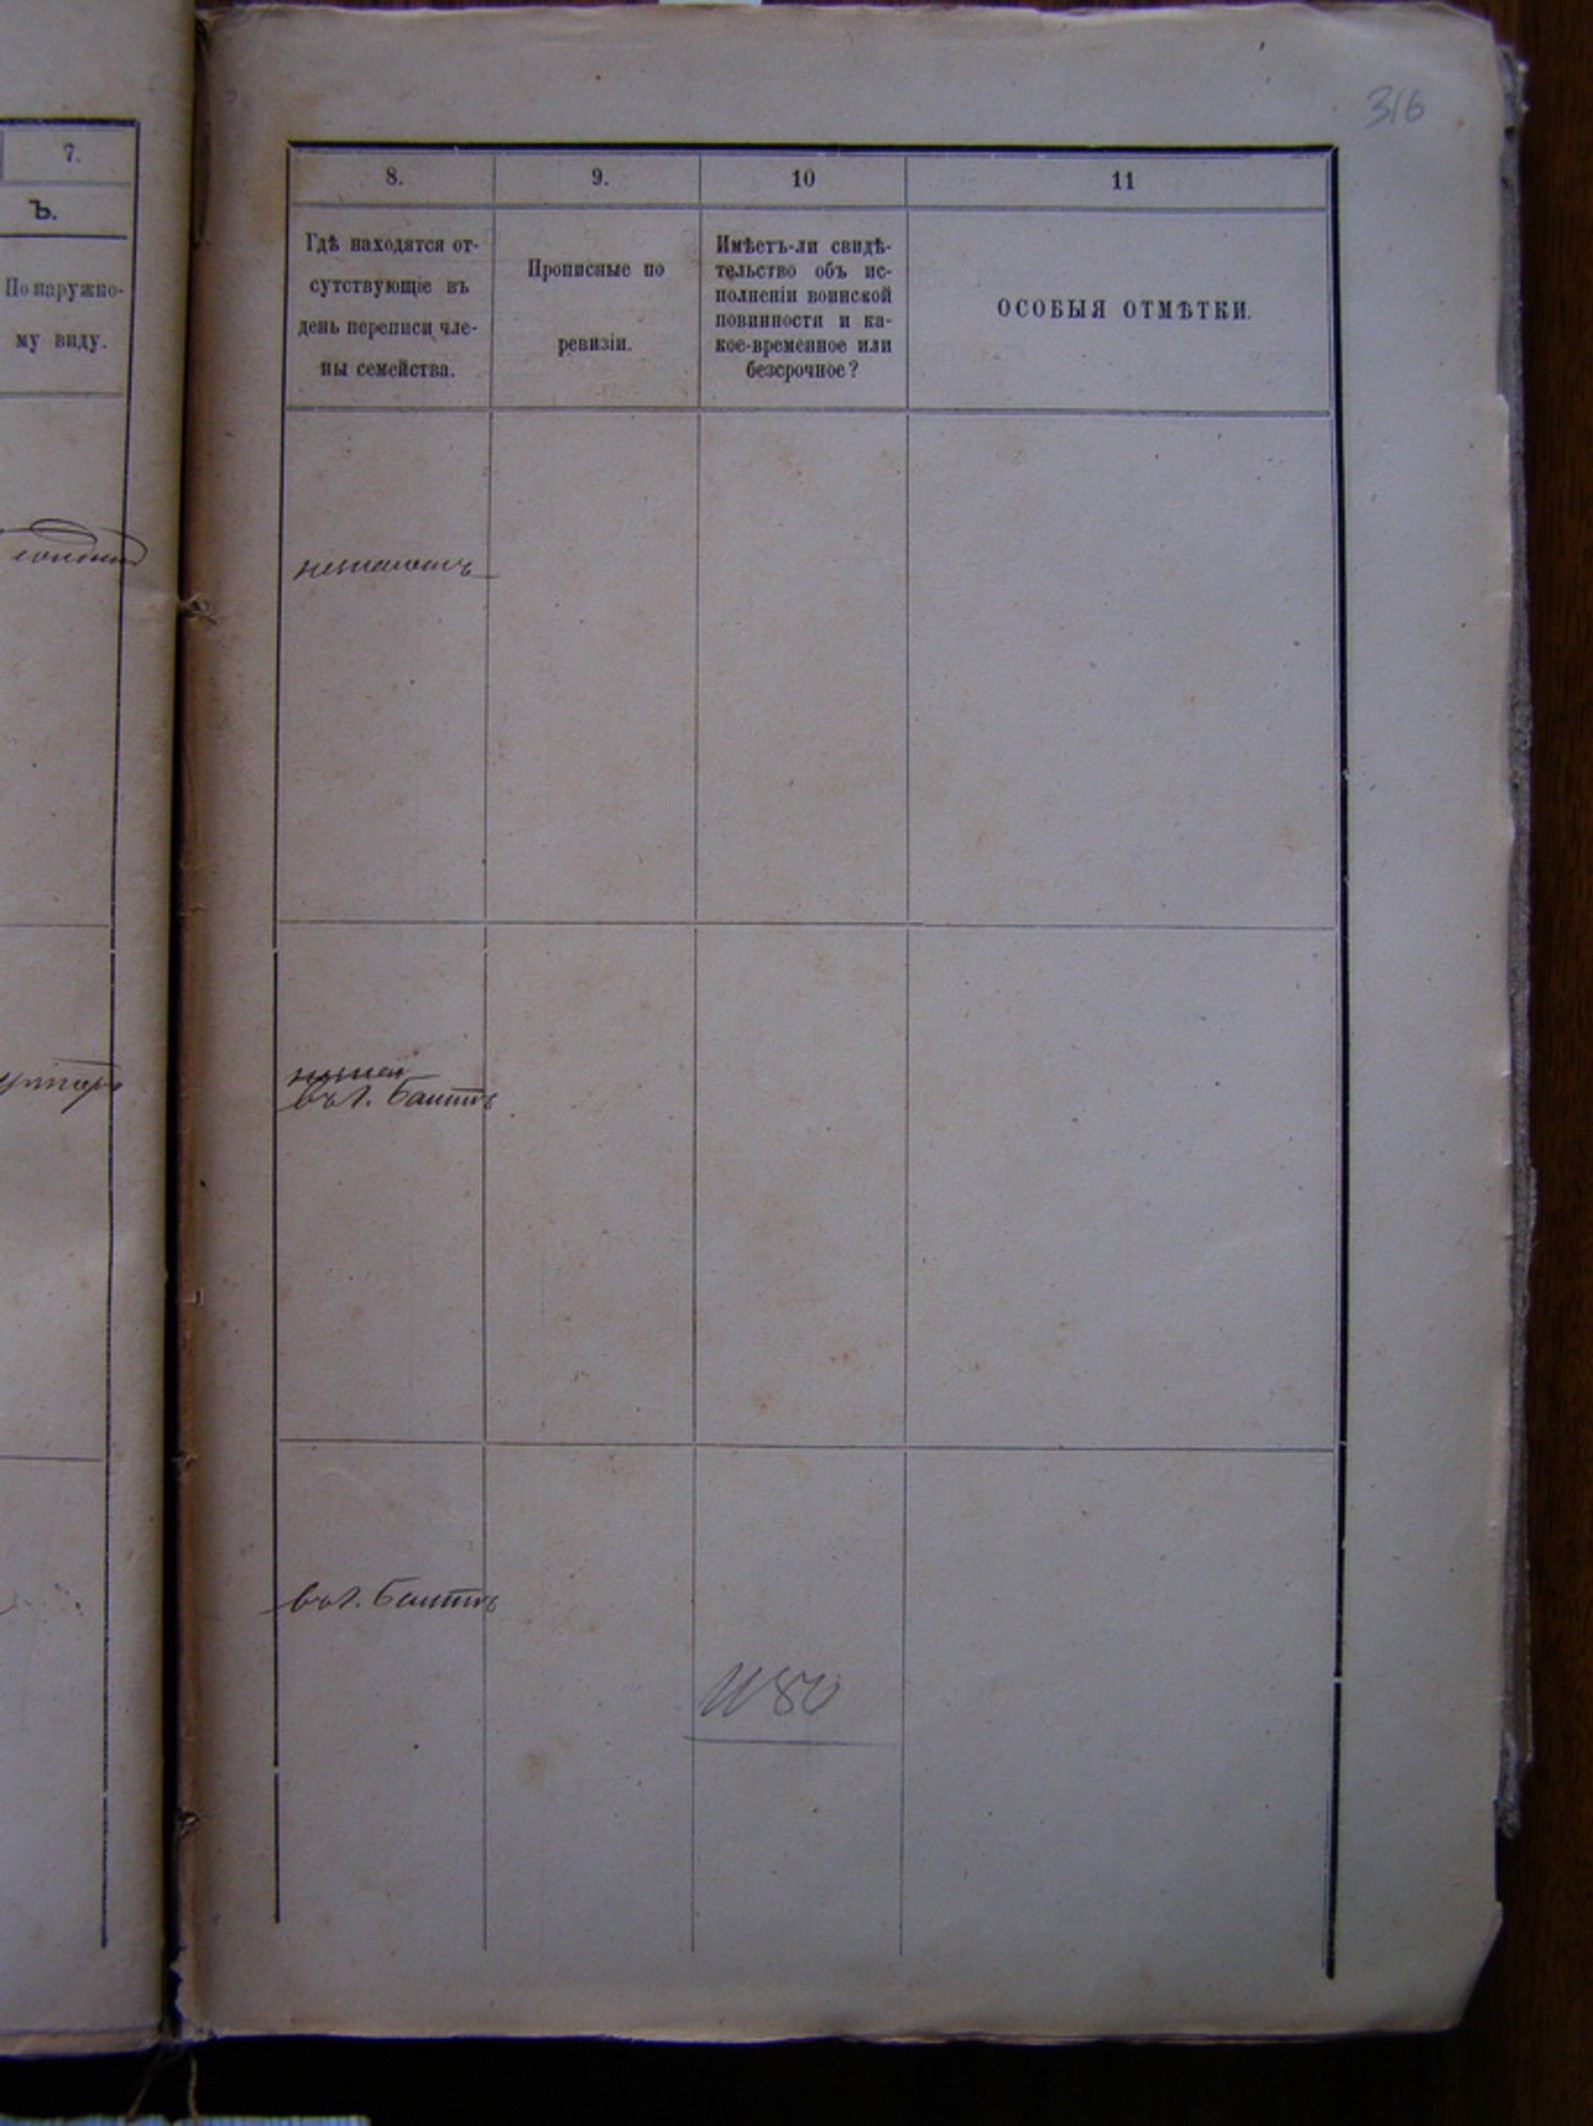 316
7.
Ъ.
По наружно-
му виду.
8.
9.
10
11
Гдѣ находятся от-
сутствующіе въ
день переписи чле-
ны семейства.
Прописные по
ревизіи.
Имѣетъ-ли свидѣ-
тельство объ ис-
полненіи воинской
повинности и ка-
кое-временное или
безсрочное?
ОСОБЫЯ ОТМѢТКИ.
въ г.
въ г.